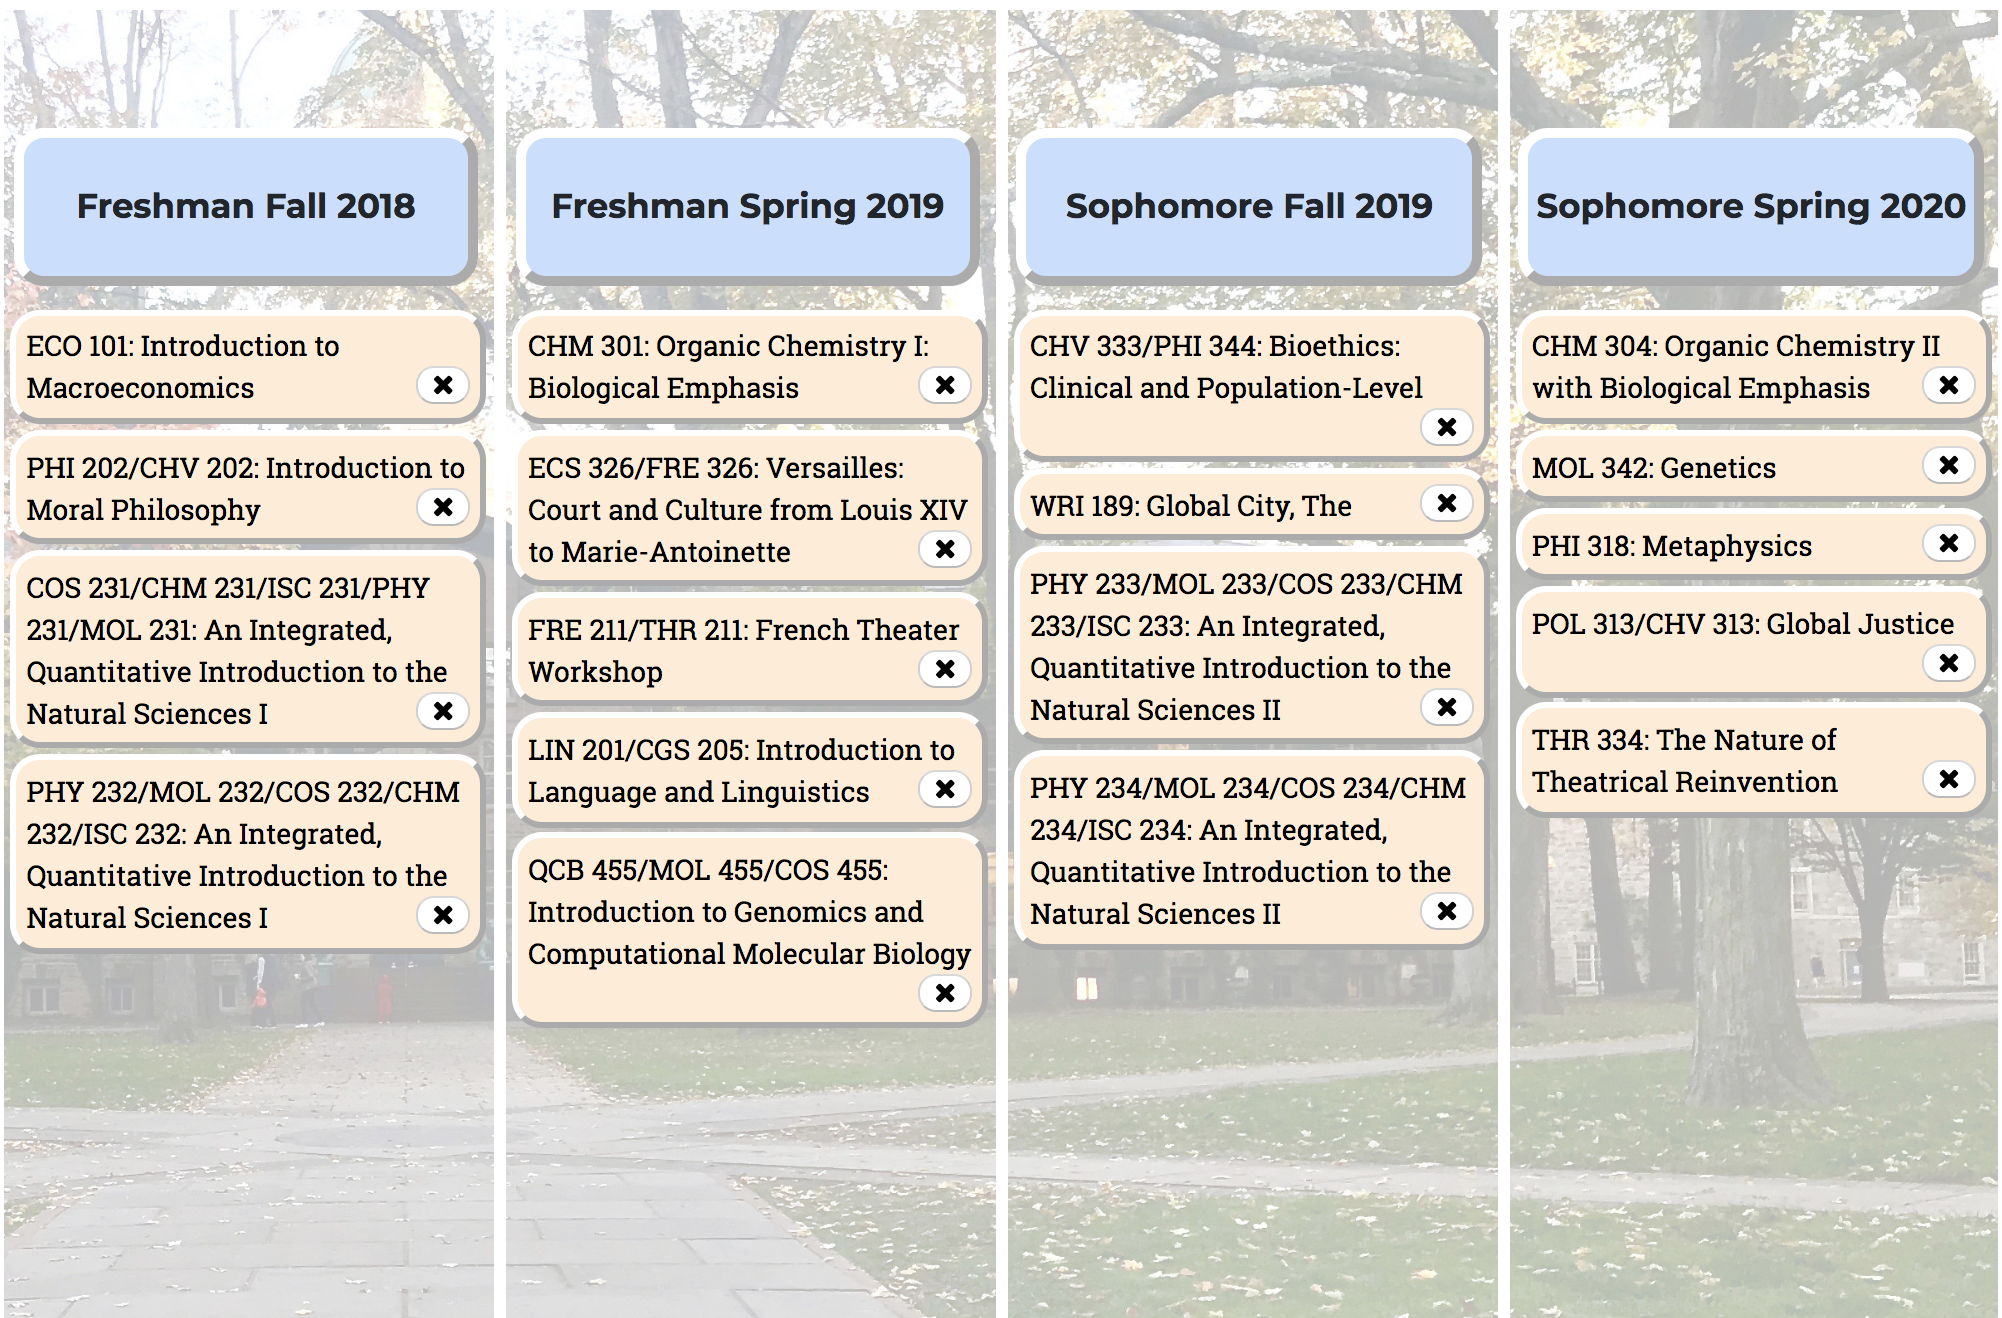 Freshman Fall 2018
ECO 101: Introduction to
Macroeconomics
PHI 202/CHV 202: Introduction to
Moral Philosophy
COS 231/CHM 231/ISC 231/PHY
231/MOL 231: An Integrated,
Quantitative Introduction to the
Natural Sciences I
PHY 232/MOL 232/COS 232/CHM
232/ISC 232: An Integrated,
Quantitative Introduction to the
Natural Sciences I
Freshman Spring 2019
CHM 301: Organic Chemistry I:
Biological Emphasis
ECS 326/FRE 326: Versailles:
Court and Culture from Louis XIV
to Marie-Antoinette
FRE 211/THR 211: French Theater
Workshop
LIN 201/CGS 205: Introduction to
Language and Linguistics
QCB 455/MOL 455/COS 455:
Introduction to Genomics and
Computational Molecular Biology
Sophomore Fall 2019
CHV 333/PHI 344: Bioethics:
Clinical and Population-Level
WRI 189: Global City, The
PHY 233/MOL 233/COS 233/CHM
233/ISC 233: An Integrated,
Quantitative Introduction to the
Natural Sciences II
PHY 234/MOL 234/COS 234/CHM
234/ISC 234: An Integrated,
Quantitative Introduction to the
Natural Sciences II
Sophomore Spring 2020
CHM 304: Organic Chemistry II
with Biological Emphasis
MOL 342: Genetics
PHI 318: Metaphysics
POL 313/CHV 313: Global Justice
THR 334: The Nature of
Theatrical Reinvention